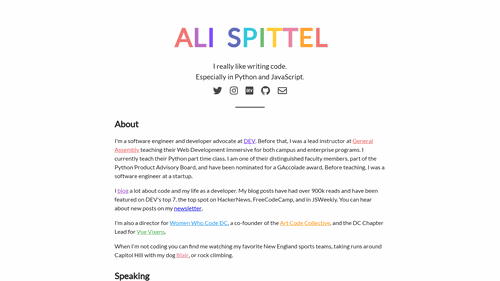 ALI SPITTEL
I really like writing code.
Especially in Python and JavaScript.
DEV
About
I'm a software engineer and developer advocate at DEV. Before that, I was a lead instructor at General
Assembly teaching their Web Development Immersive for both campus and enterprise programs. I
currently teach their Python part time class. I am one of their distinguished faculty members, part of the
Python Product Advisory Board, and have been nominated for a GAccolade award. Before teaching, I was a
software engineer at a startup.
I blog a lot about code and my life as a developer. My blog posts have had over 900k reads and have been
featured on DEV's top 7, the top spot on HackerNews, FreeCodeCamp, and in JSWeekly. You can hear
about new posts on my newsletter.
I'm also a director for Women Who Code DC, a co-founder of the Art Code Collective, and the DC Chapter
Lead for Vue Vixens.
When I'm not coding you can find me watching my favorite New England sports teams, taking runs around
Capitol Hill with my dog Blair, or rock climbing.
Speaking